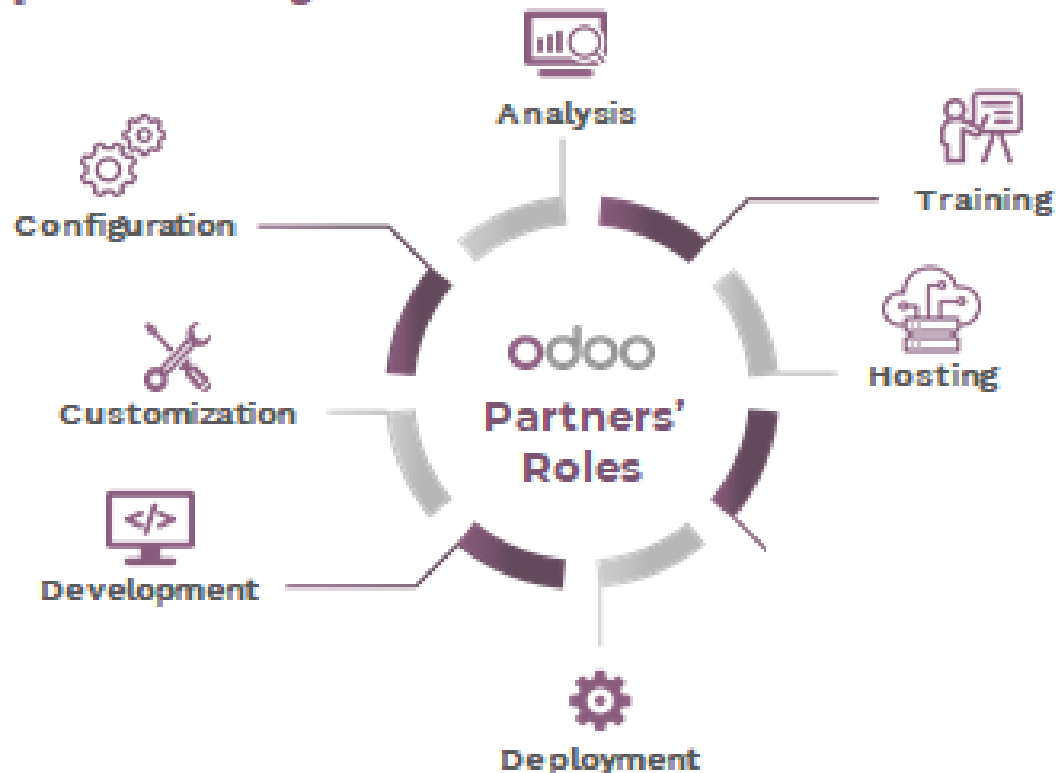 Analysis
Training
Configuration
Hosting
odoo
Partners'
Roles
Customization
</>
Development
Deployment